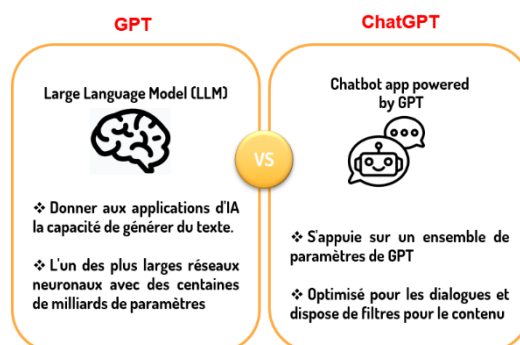 GPT
Large Language Model (LLM)
❖ Donner aux applications d'IA
la capacité de générer du texte.
❖ L'un des plus larges réseaux
neuronaux avec des centaines
de milliards de paramètres
VS
ChatGPT
Chatbot app powered
by GPT
❖ S'appuie sur un ensemble de
paramètres de GPT
❖ Optimisé pour les dialogues et
dispose de filtres pour le contenu